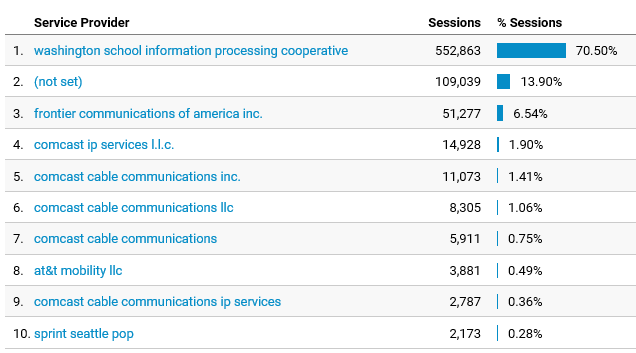 Service Provider Sessions % Sessions
1. washington school information processing cooperative 552,863 70.50%
2. (not set) 109,039 13.90%
3. frontier communications of america inc. 51,277 6.54%
4. comcast ip services l.l.c. 14,928 1.90%
5. comcast cable communications inc. 11,073 1.41%
6. comcast cable communications llc 8,305 1.06%
7. comcast cable communications 5,911 0.75%
8. at&t mobility llc 3,881 0.49%
9. comcast cable communications ip services 2,787 0.36%
10. sprint seattle pop 2,173 0.28%